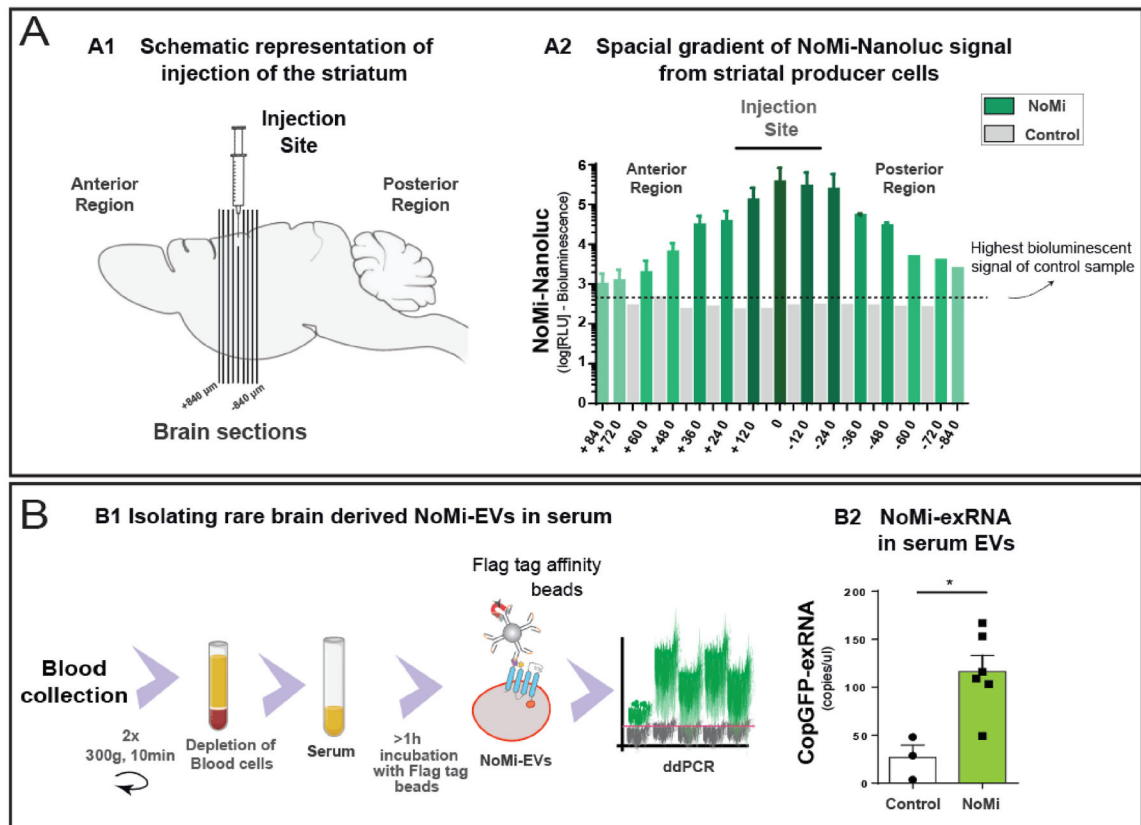 A
A1 Schematic representation of
injection of the striatum
Injection
Site
Anterior
Region
Posterior
Region
+840 µm
-840 µm
Brain sections
A2 Spacial gradient of NoMi-Nanoluc signal
from striatal producer cells
Injection
Site
NoMi
Control
Anterior
Region
Posterior
Region
NoMi-Nanoluc
(log[RLU] - Bioluminescence)
7
6
5
4
3
2
1
0
Highest bioluminescent
signal of control sample
+84 0
+72 0
+60 0
+48 0
+36 0
+24 0
+12 0
0
-12 0
-24 0
-36 0
-48 0
-60 0
-72 0
-84 0
B
B1 Isolating rare brain derived NoMi-EVs in serum
Blood
collection
2x
300g, 10min
Depletion of
Blood cells
Serum
>1h
incubation
with Flag tag
beads
Flag tag affinity
beads
NoMi-EVs
ddPCR
B2 NoMi-exRNA
in serum EVs
*
CopGFP-exRNA
(copies/ul)
200
150
100
50
0
Control
NoMi